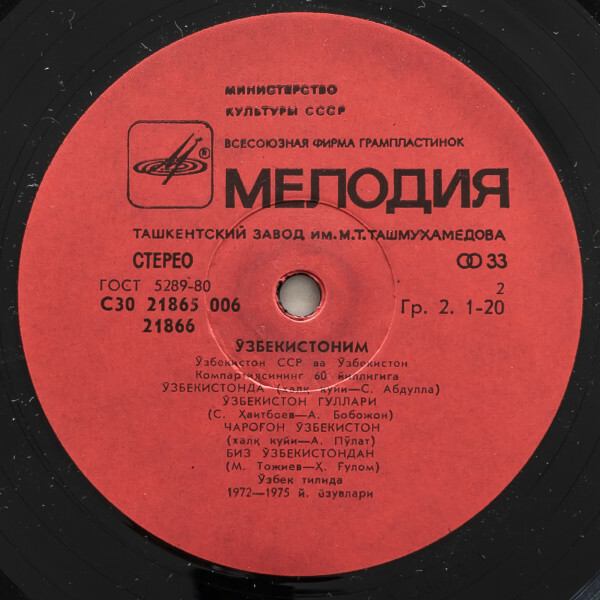 МИНИСТЕРСТВО
КУЛЬТУРЫ СССР
ВСЕСОЮЗНАЯ ФИРМА ГРАМПЛАСТИНОК
®
МЕЛОДИЯ
ТАШКЕНТСКИЙ ЗАВОД им. М.Т.ТАШМУХАМЕДОВА
СТЕРЕО
33
ГОСТ 5289-80
2
С30 21865 006
Гр. 2. 1-20
21866
ЎЗБЕКИСТОНИМ
Ўзбекистон ССР ва Ўзбекистон
Компартиясининг 60 йиллигига
ЎЗБЕКИСТОНДА (халқ куйи—С. Абдулла)
ЎЗБЕКИСТОН ГУЛЛАРИ
(С. Ҳаитбоев—А. Бобожон)
ЧАРОҒОН ЎЗБЕКИСТОН
(халқ куйи—А. Пўлат)
БИЗ ЎЗБЕКИСТОНДАН
(М. Тожиев—Ҳ. Ғулом)
Ўзбек тилида
1972—1975 й. ёзувлари